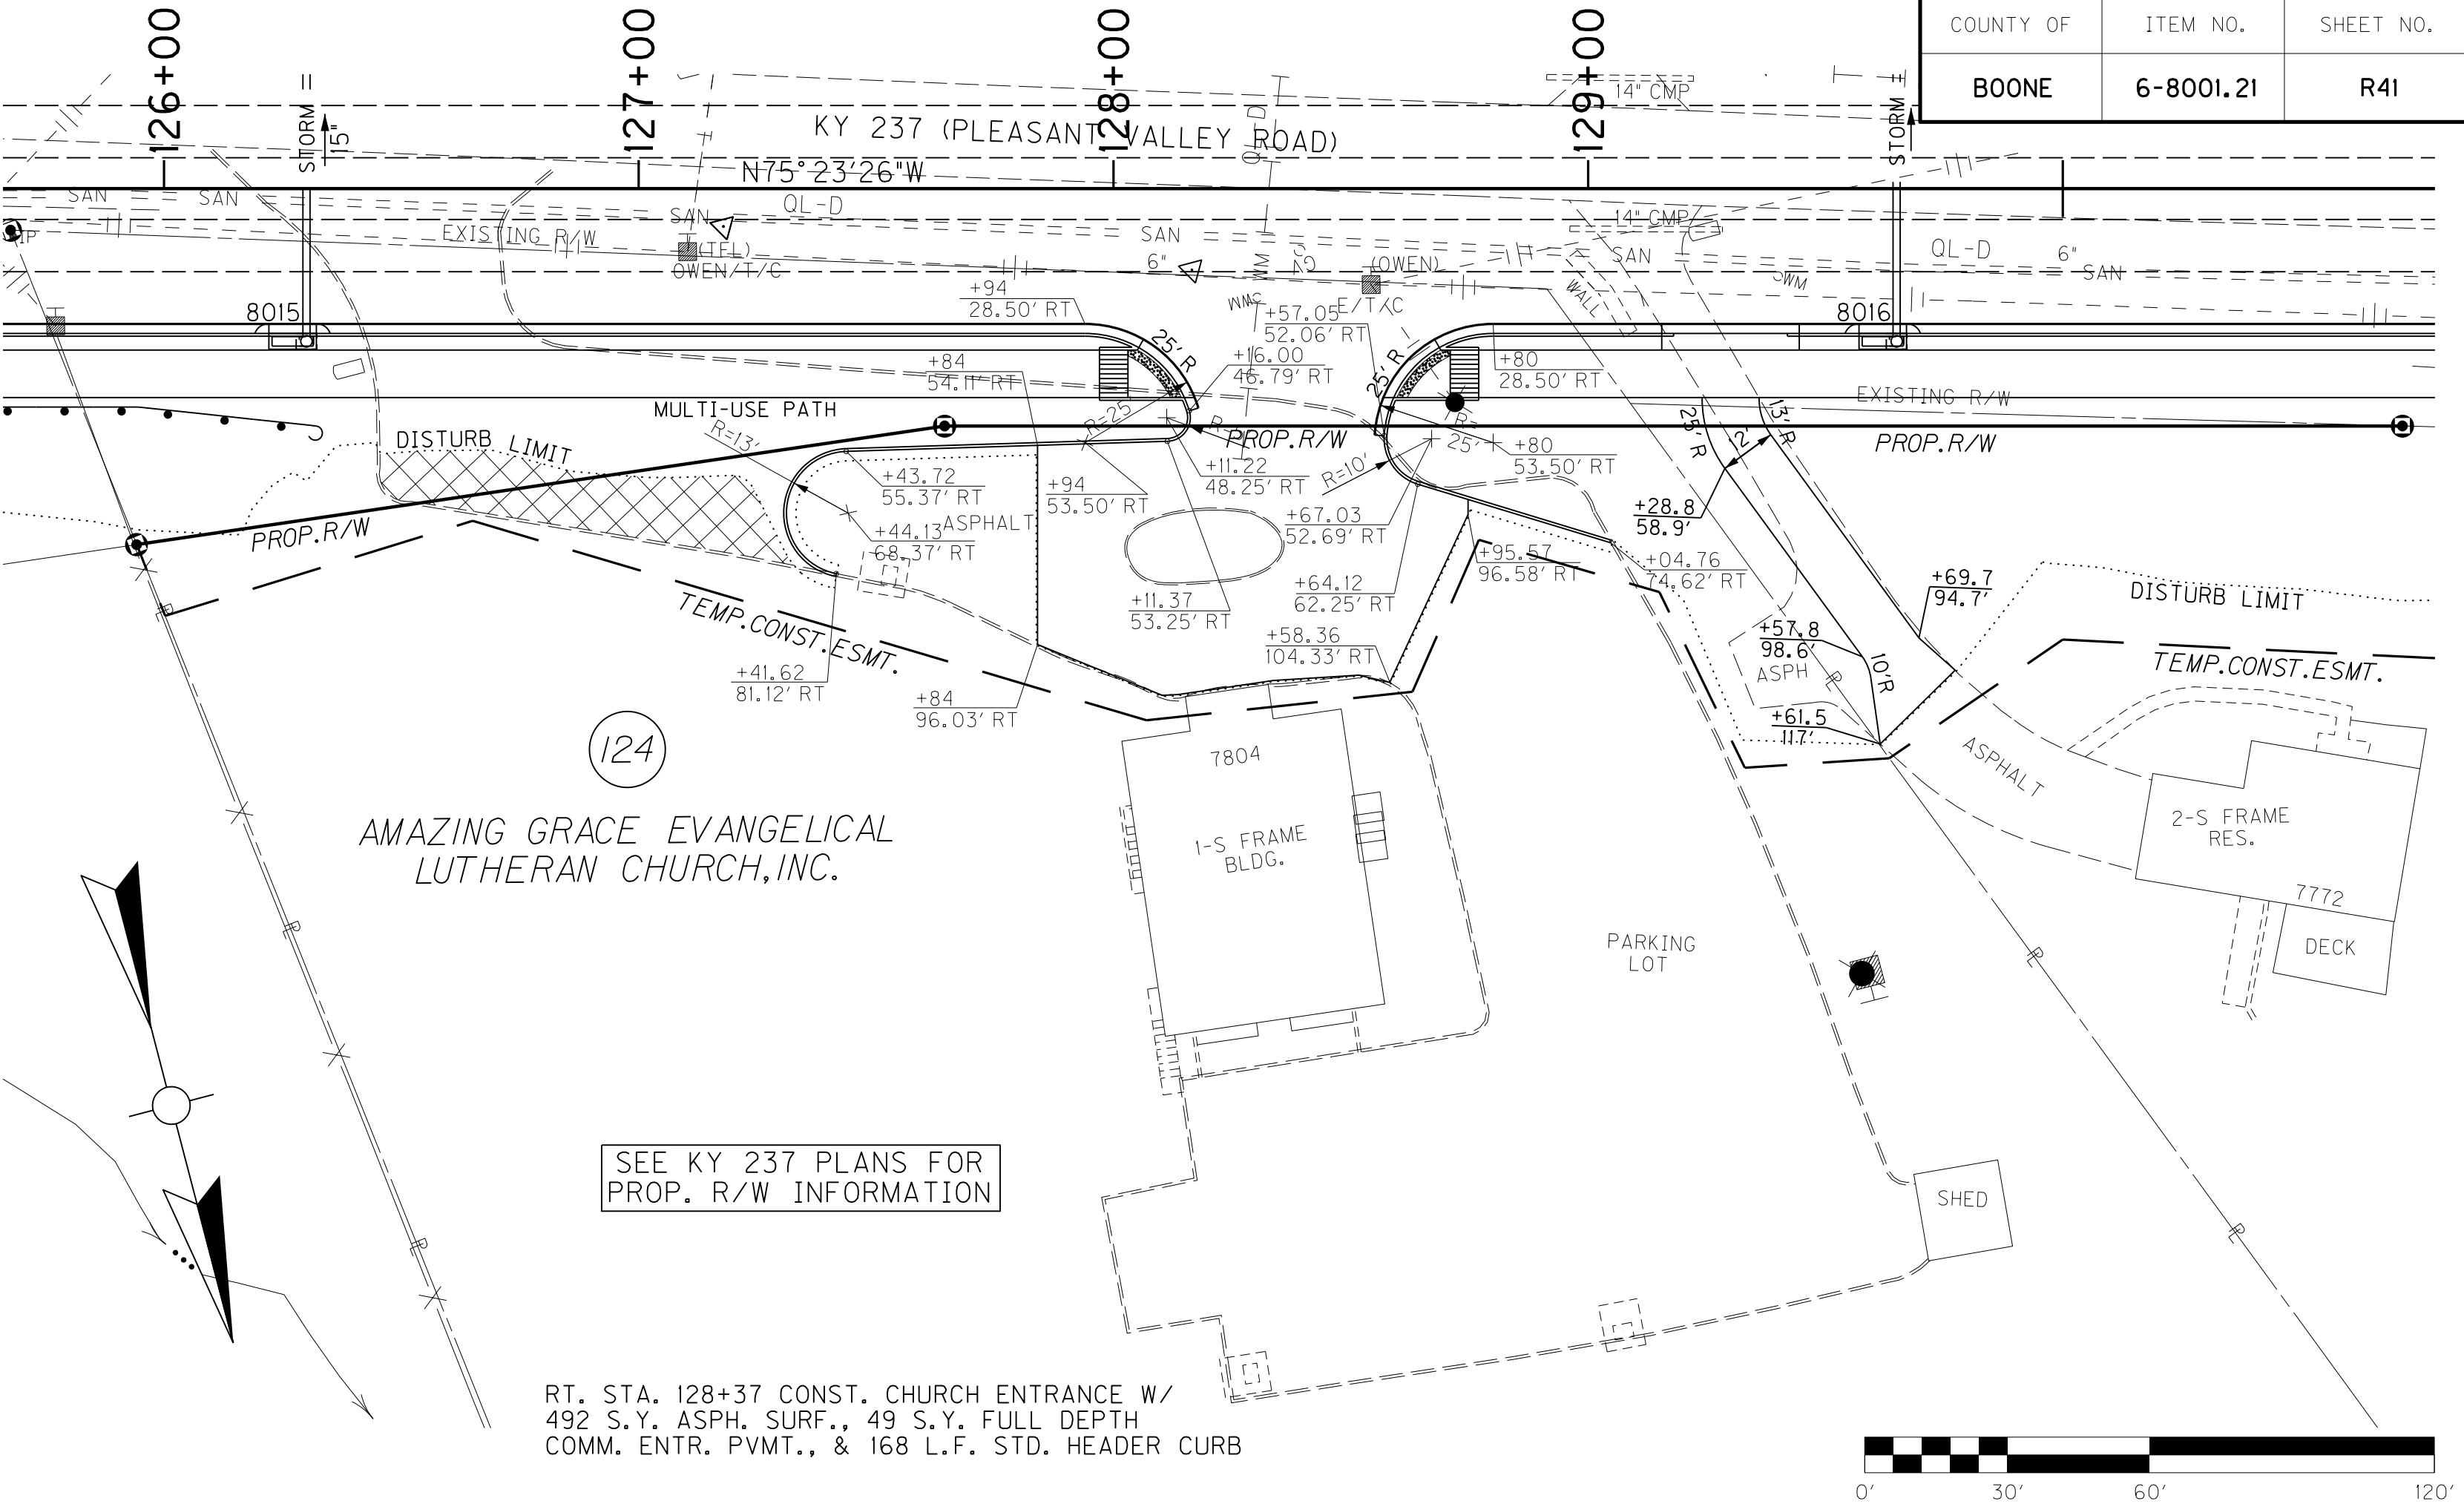 COUNTY OF
ITEM NO.
SHEET NO.
BOONE
6-8001.21
R41
126+00
127+00
128+00
129+00
STORM =
15"
STORM =
KY 237 (PLEASANT VALLEY ROAD)
N75°23'26"W
14" CMP
14" CMP
QL-D
SAN
SAN
SAN
QL-D
SAN
SAN
QL-D
6"
SAN
IP
EXISTING R/W
(TEL)
OWEN/T/C
6"
(OWEN)
E/T/C
WM
WALL
8015
8016
+94
28.50' RT
+57.05
52.06' RT
25' R
25' R
+84
54.11' RT
+16.00
46.79' RT
+80
28.50' RT
EXISTING R/W
MULTI-USE PATH
R=25'
R=13'
DISTURB LIMIT
PROP.R/W
R=
25'
+80
53.50' RT
25' R
12'
13' R
PROP.R/W
+43.72
55.37' RT
+94
53.50' RT
+11.22
48.25' RT
R=10'
+28.8
58.9'
PROP.R/W
+44.13
68.37' RT
ASPHALT
+67.03
52.69' RT
+95.57
96.58' RT
+04.76
74.62' RT
+69.7
94.7'
DISTURB LIMIT
+64.12
62.25' RT
+11.37
53.25' RT
TEMP.CONST.ESMT.
+58.36
104.33' RT
+57.8
98.6'
ASPH
10'R
TEMP.CONST.ESMT.
+41.62
81.12' RT
+84
96.03' RT
+61.5
117'
124
7804
ASPHALT
AMAZING GRACE EVANGELICAL
LUTHERAN CHURCH,INC.
1-S FRAME
BLDG.
2-S FRAME
RES.
7772
DECK
PARKING
LOT
SEE KY 237 PLANS FOR
PROP. R/W INFORMATION
SHED
RT. STA. 128+37 CONST. CHURCH ENTRANCE W/
492 S.Y. ASPH. SURF., 49 S.Y. FULL DEPTH
COMM. ENTR. PVMT., & 168 L.F. STD. HEADER CURB
0'
30'
60'
120'